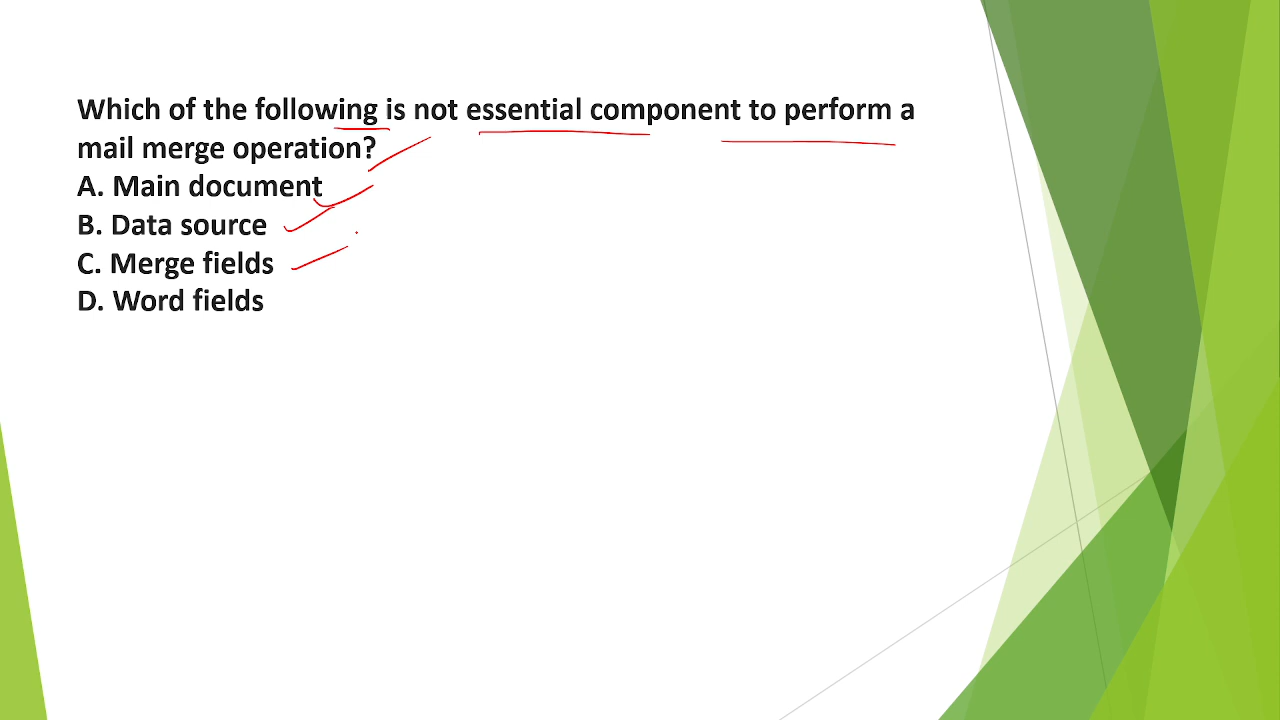 Which of the following is not essential component to perform a
mail merge operation?
A. Main document
B. Data source
C. Merge fields
D. Word fields